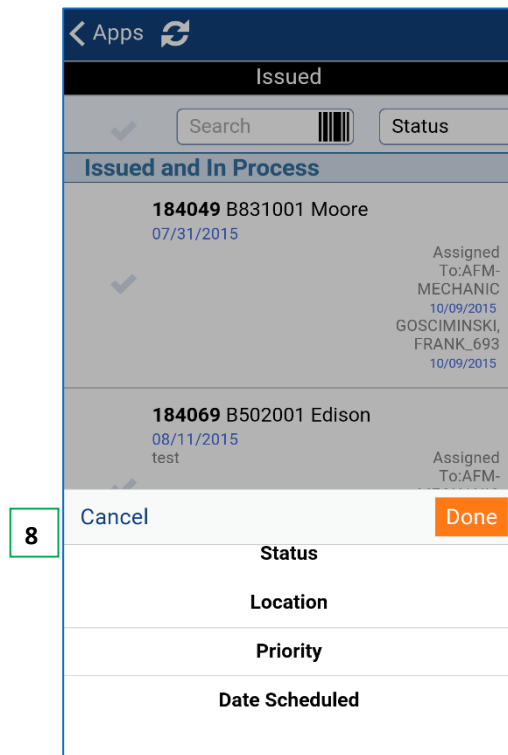 Apps
Issued
Search
Status
Issued and In Process
184049 B831001 Moore
07/31/2015
Assigned
To:AFM-
MECHANIC
10/09/2015
GOSCIMINSKI,
FRANK_693
10/09/2015
184069 B502001 Edison
08/11/2015
test
Assigned
To:AFM-
8
Cancel
Done
Status
Location
Priority
Date Scheduled